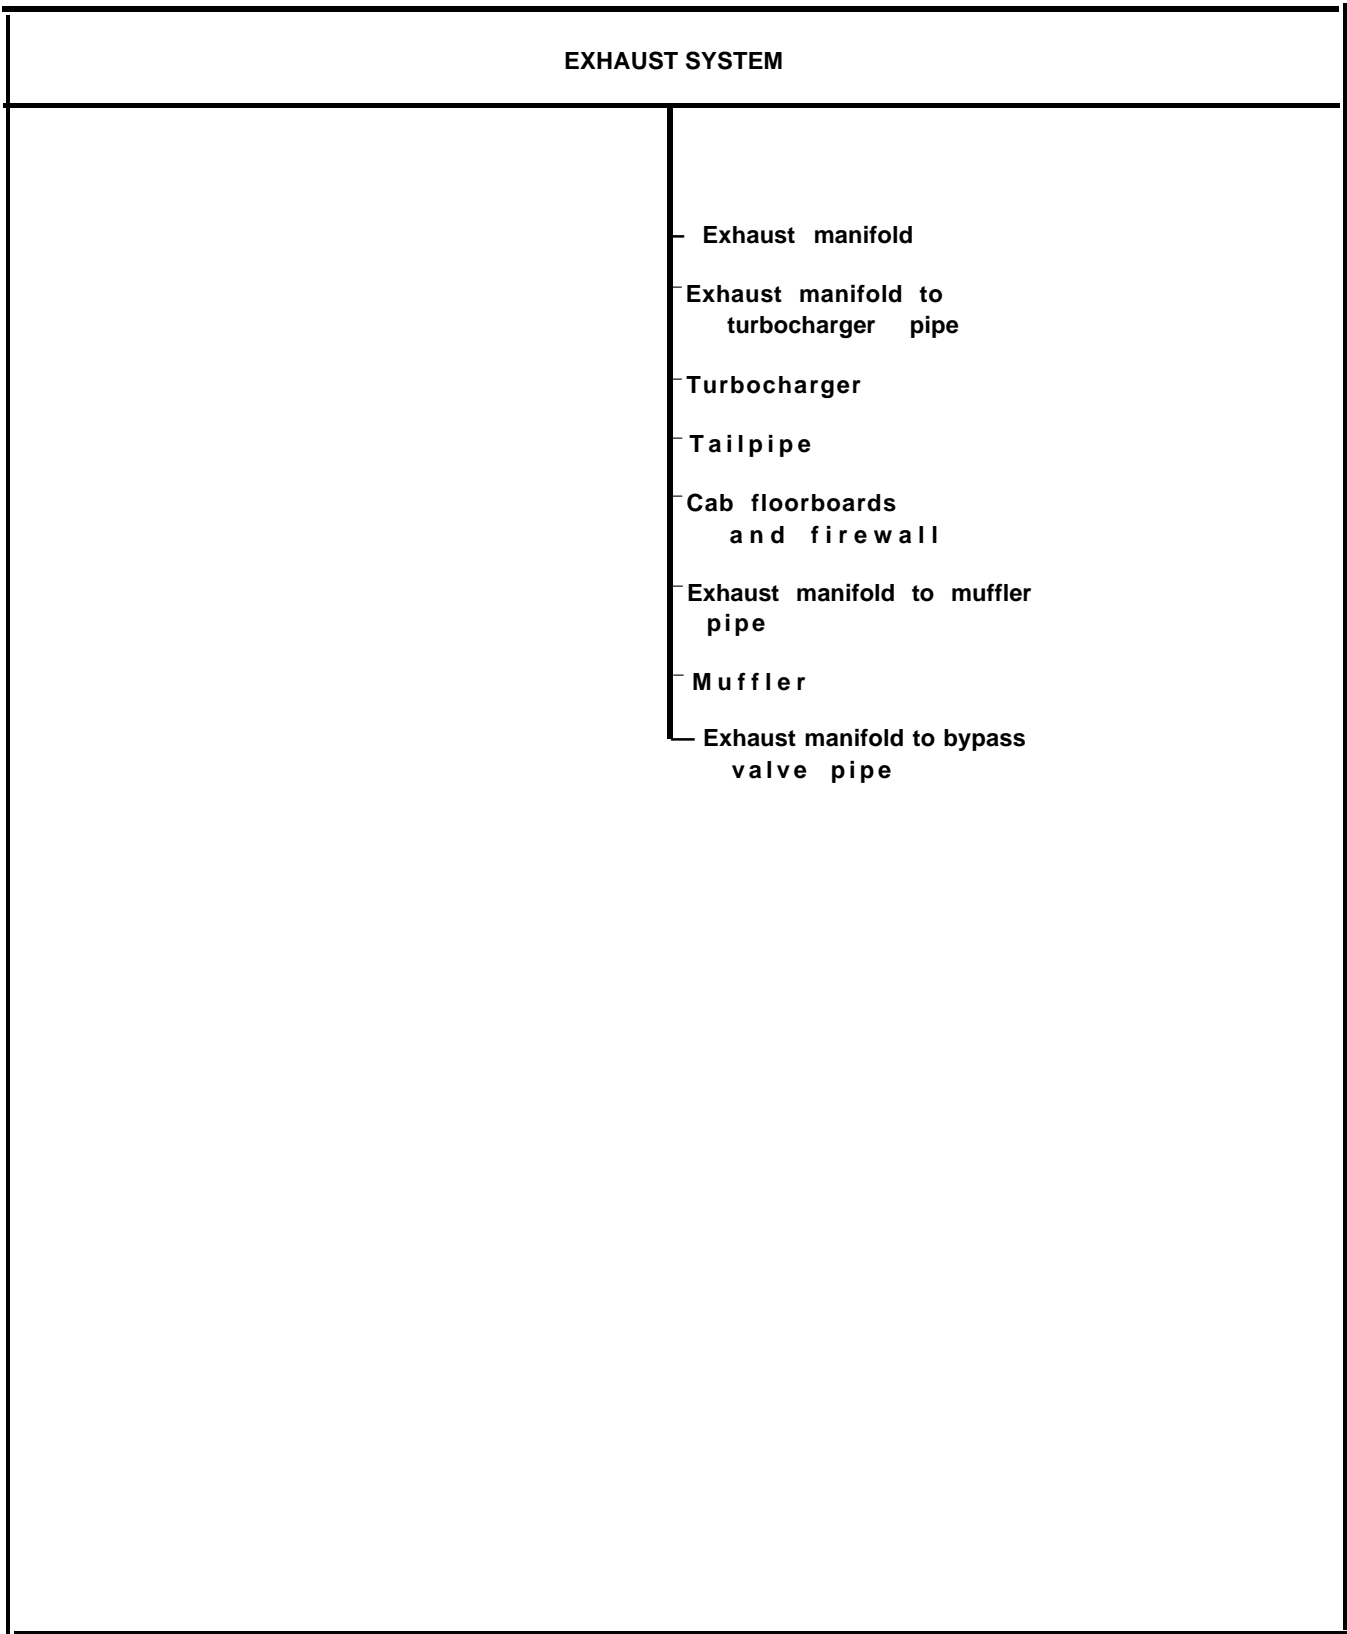 EXHAUST SYSTEM
Exhaust manifold
Exhaust manifold to
turbocharger pipe
Turbocharger
Tailpipe
Cab floorboards
and firewall
Exhaust manifold to muffler
pipe
Muffler
Exhaust manifold to bypass
valve pipe